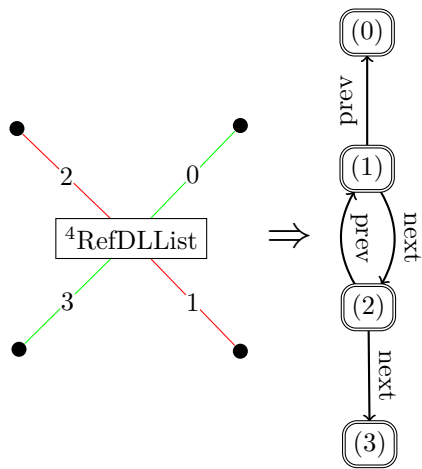 2
0
⁴RefDLList
3
1
⇒
(0)
prev
(1)
prev
next
(2)
next
(3)